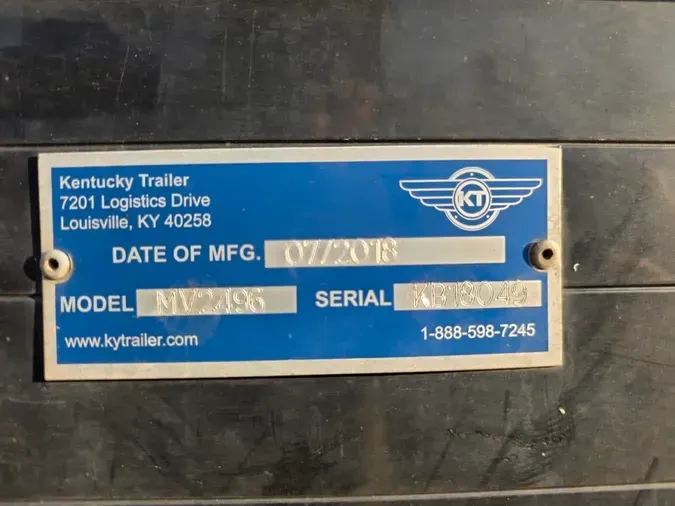 Kentucky Trailer
7201 Logistics Drive
Louisville, KY 40258
KT
DATE OF MFG. 07/2018
MODEL MV2496 SERIAL KB18049
www.kytrailer.com 1-888-598-7245